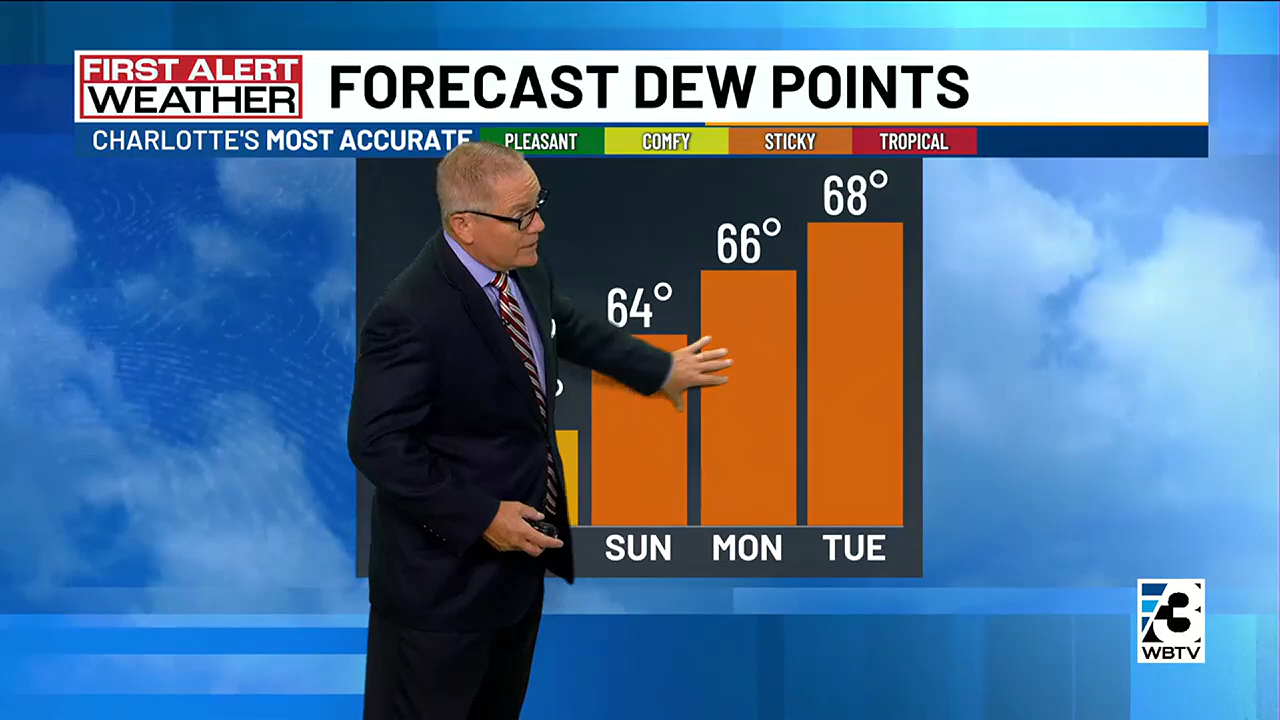 FIRST ALERT
WEATHER
FORECAST DEW POINTS
CHARLOTTE'S MOST ACCURATE
PLEASANT
COMFY
STICKY
TROPICAL
64°
66°
68°
SUN
MON
TUE
3
WBTV